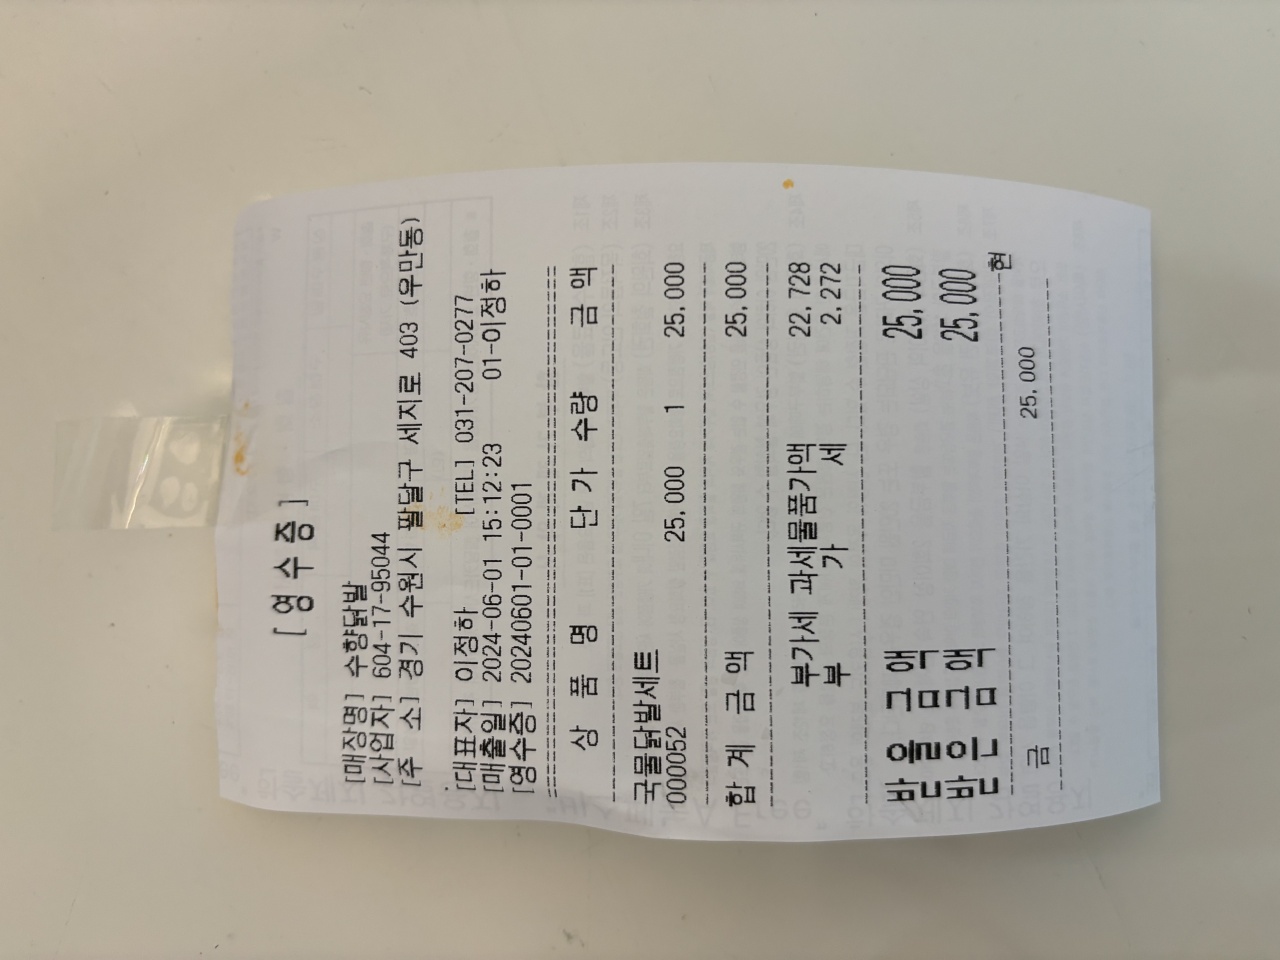 [영수증]
[매장명] 수향닭발
[사업자] 604-17-95044
[주 소] 경기 수원시 팔달구 세지로 403 (우만동)
[대표자] 이정하 [TEL] 031-207-0277
[매출일] 2024-06-01 15:12:23 01-이정하
[영수증] 20240601-01-0001
상 품 명 단 가 수량 금 액
국물닭발세트
000052 25,000 1 25,000
합 계 금 액 25,000
부가세 과세물품가액 22,728
부 가 세 2,272
받을금액 25,000
받은금액 25,000
현
금 25,000